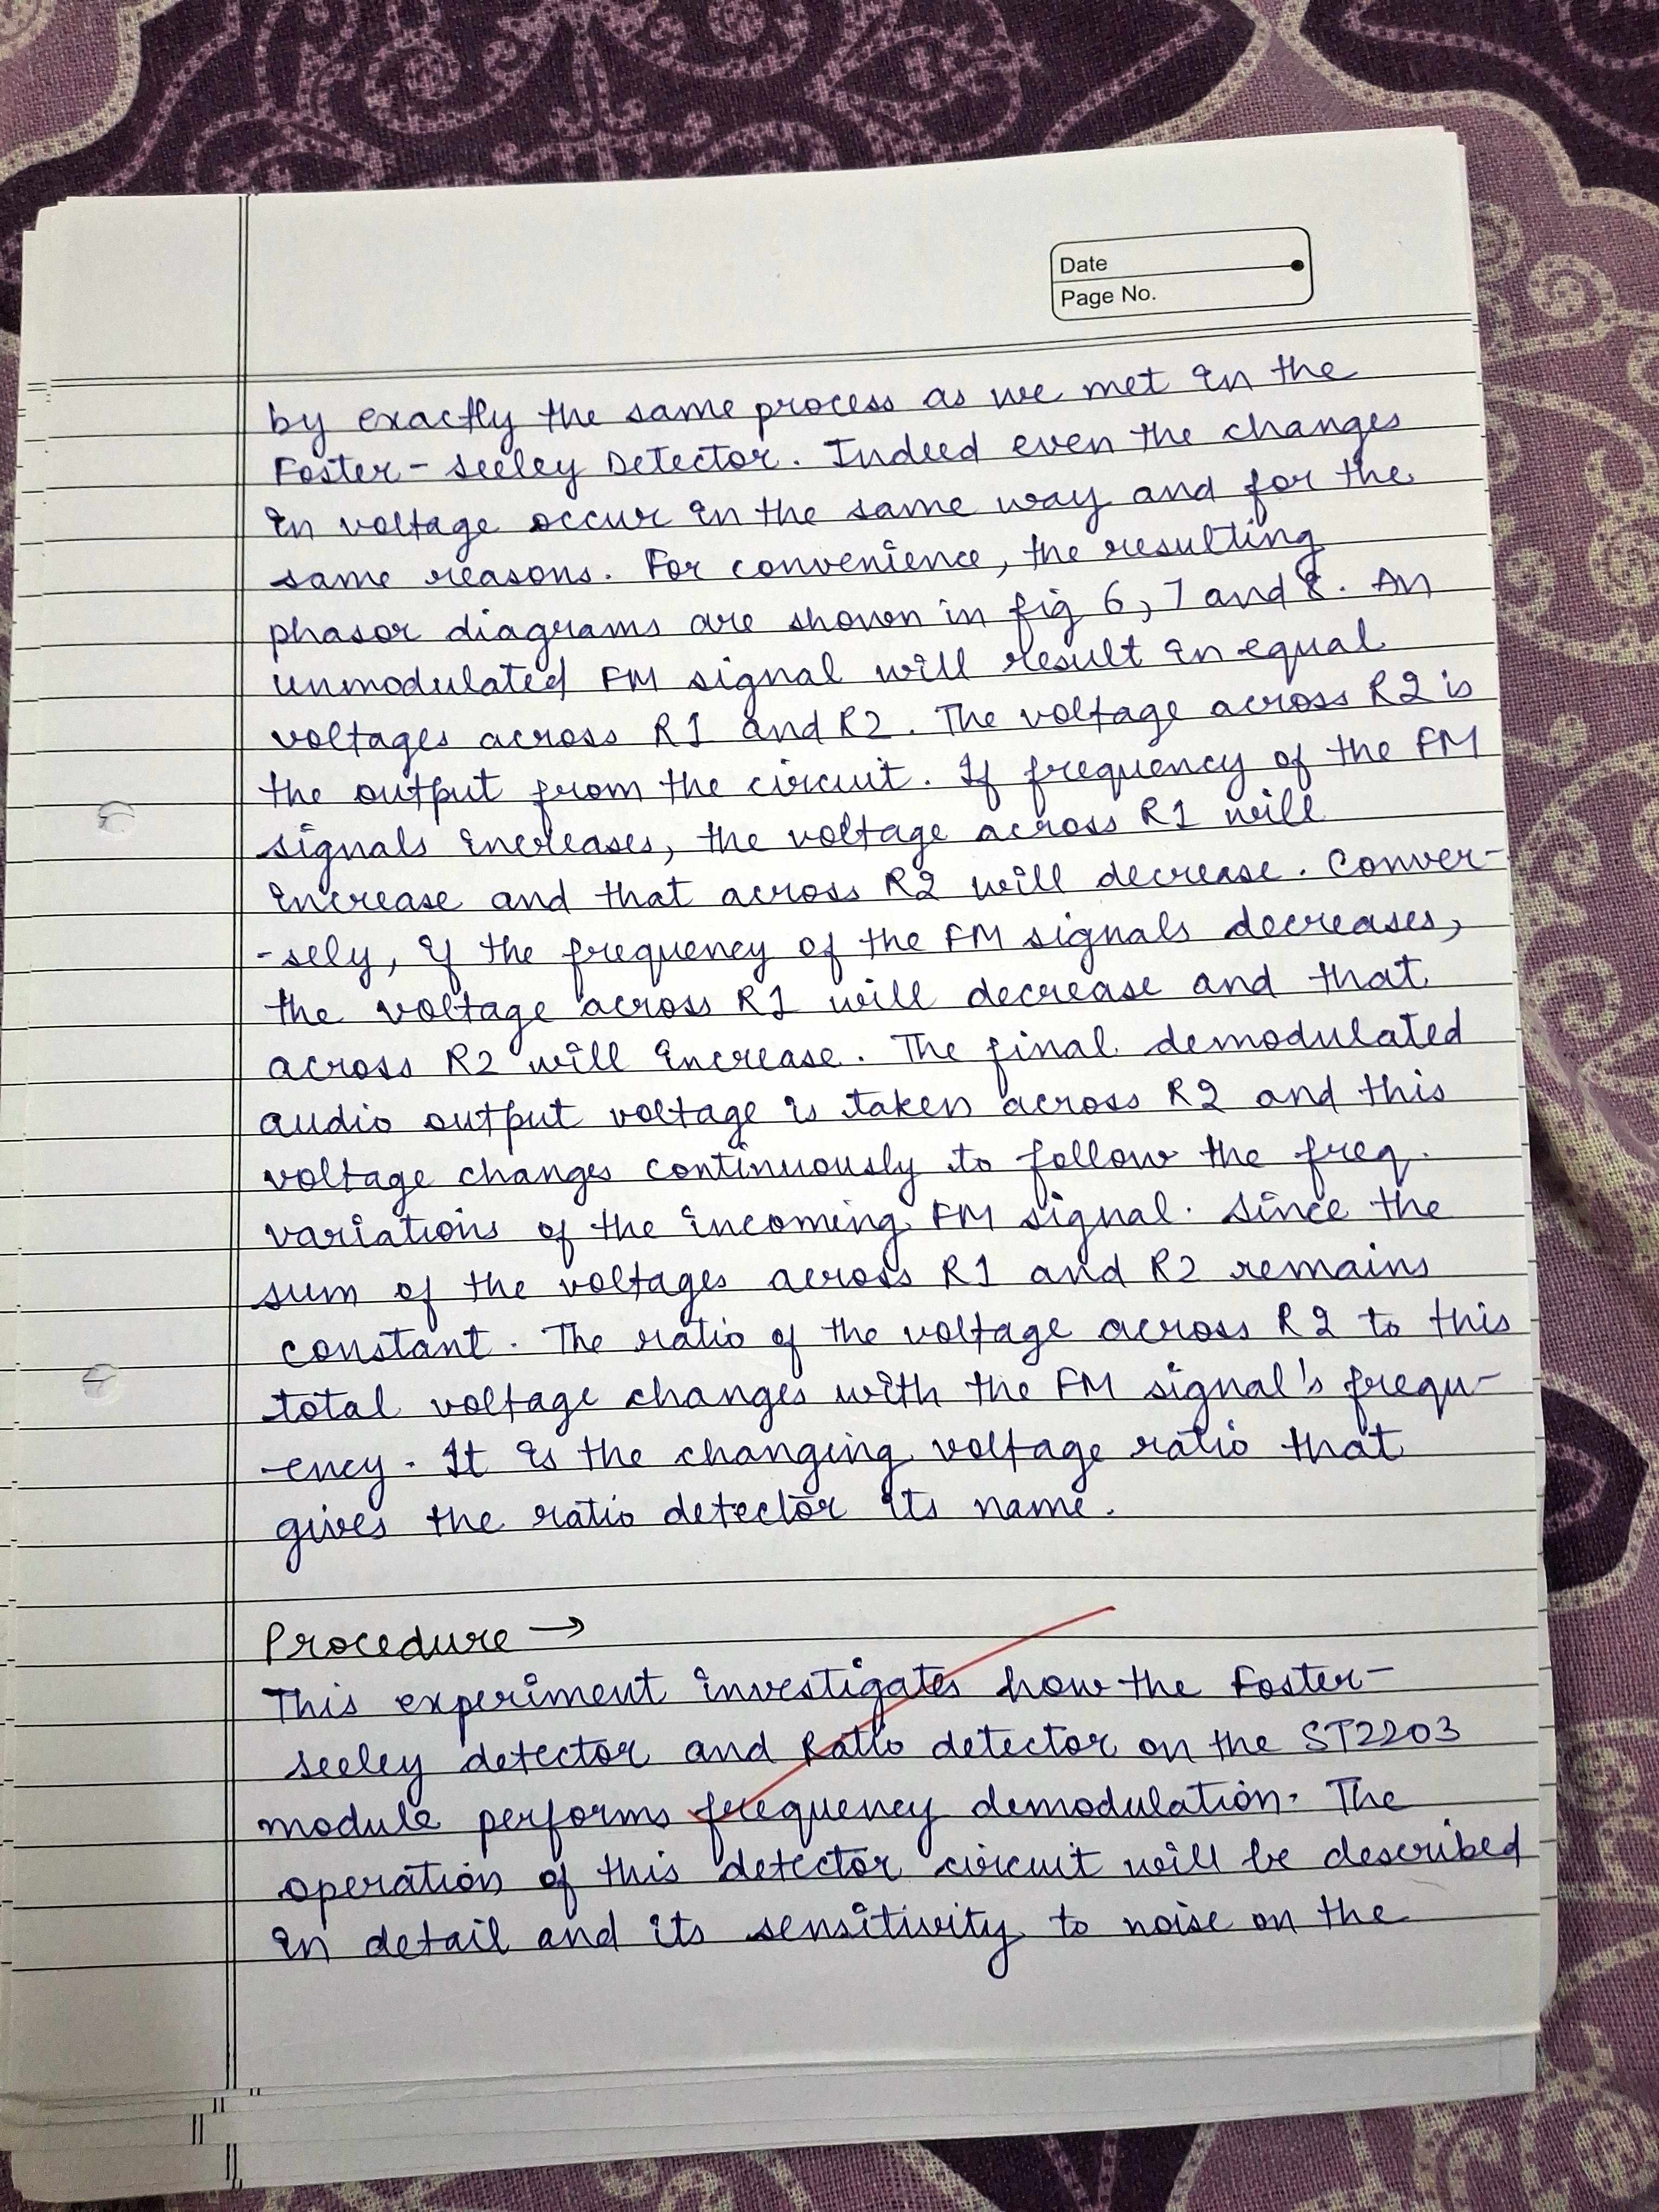 Date
Page No.
by exactly the same process as we met in the
Foster - Seeley Detector. Indeed even the changes
in voltage occur in the same way and for the
same reasons. For convenience, the resulting
phasor diagrams are shown in fig 6, 7 and 8. An
unmodulated FM signal will result in equal
voltages across R1 and R2. The voltage across R2 is
the output from the circuit. If frequency of the FM
signals increases, the voltage across R1 will
increase and that across R2 will decrease. Conver-
-sely, if the frequency of the FM signals decreases,
the voltage across R1 will decrease and that
across R2 will increase. The final demodulated
audio output voltage is taken across R2 and this
voltage changes continuously to follow the freq.
variations of the incoming FM signal. Since the
sum of the voltages across R1 and R2 remains
constant. The ratio of the voltage across R2 to this
total voltage changes with the FM signal's frequ-
-ency. It is the changing voltage ratio that
gives the ratio detector its name.
Procedure →
This experiment investigates how the Foster-
seeley detector and Ratio detector on the ST2203
module performs frequency demodulation. The
operation of this detector circuit will be described
in detail and its sensitivity to noise on the